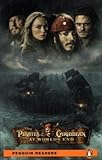 PIRATES of the CARIBBEAN
AT WORLD'S END
PENGUIN READERS